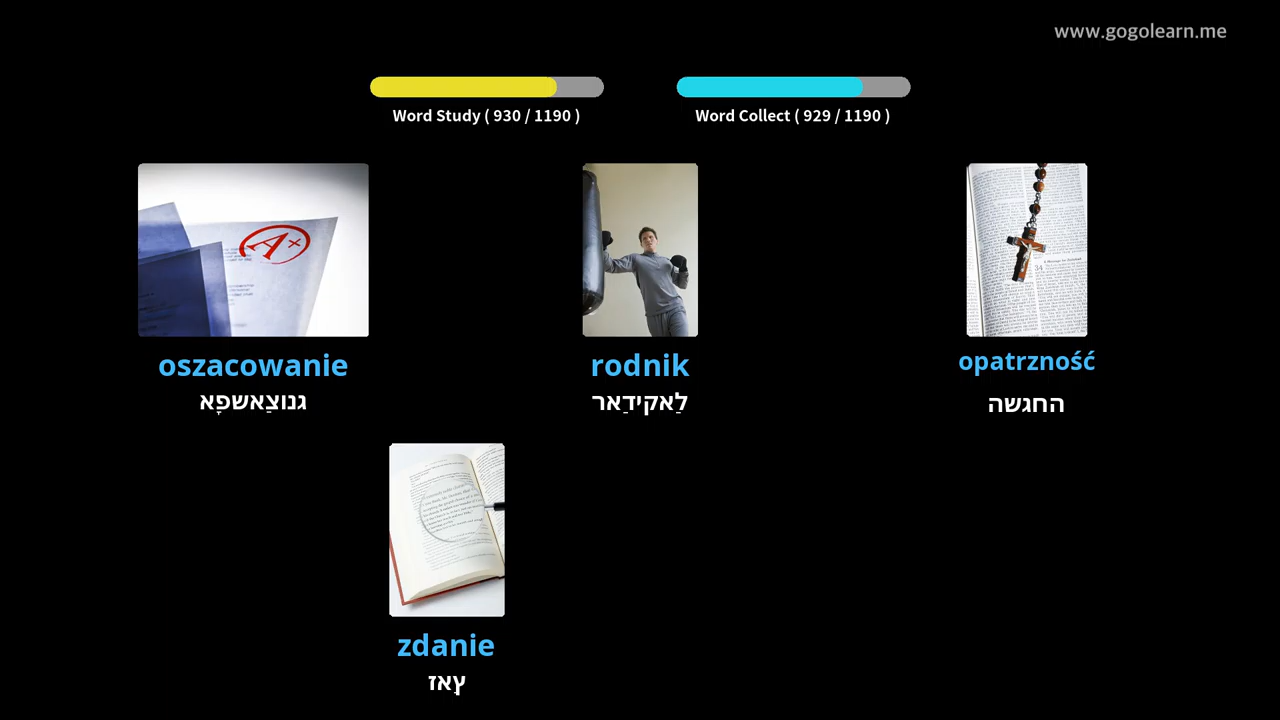 www.gogolearn.me
Word Study ( 930 / 1190 )
Word Collect ( 929 / 1190 )
A+
oszacowanie
rodnik
opatrzność
גנוצַאשפָא
לַאקידַאר
החגשה
zdanie
ץַאז